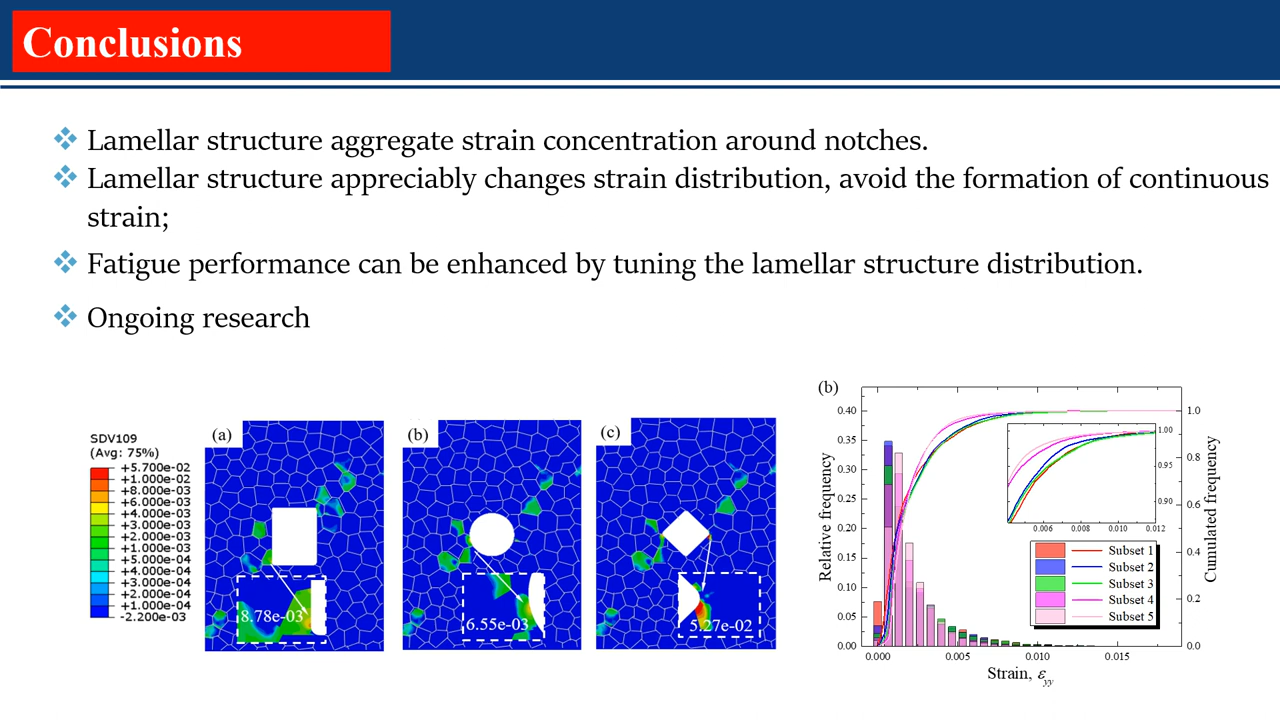 Conclusions
Lamellar structure aggregate strain concentration around notches.
Lamellar structure appreciably changes strain distribution, avoid the formation of continuous
strain;
Fatigue performance can be enhanced by tuning the lamellar structure distribution.
Ongoing research
SDV109
(Avg: 75%)
+5.700e-02
+1.000e-02
+8.000e-03
+6.000e-03
+4.000e-03
+3.000e-03
+2.000e-03
+1.000e-03
+5.000e-04
+4.000e-04
+3.000e-04
+2.000e-04
+1.000e-04
-2.200e-03
(a)
8.78e-03
(b)
6.55e-03
(c)
5.27e-02
(b)
Relative frequency
0.40
0.35
0.30
0.25
0.20
0.15
0.10
0.05
0.00
0.000 0.005 0.010 0.015
Strain, εyy
1.0
0.8
0.6
0.4
0.2
0.0
Cumulated frequency
1.00
0.95
0.90
0.006 0.008 0.010 0.012
Subset 1
Subset 2
Subset 3
Subset 4
Subset 5